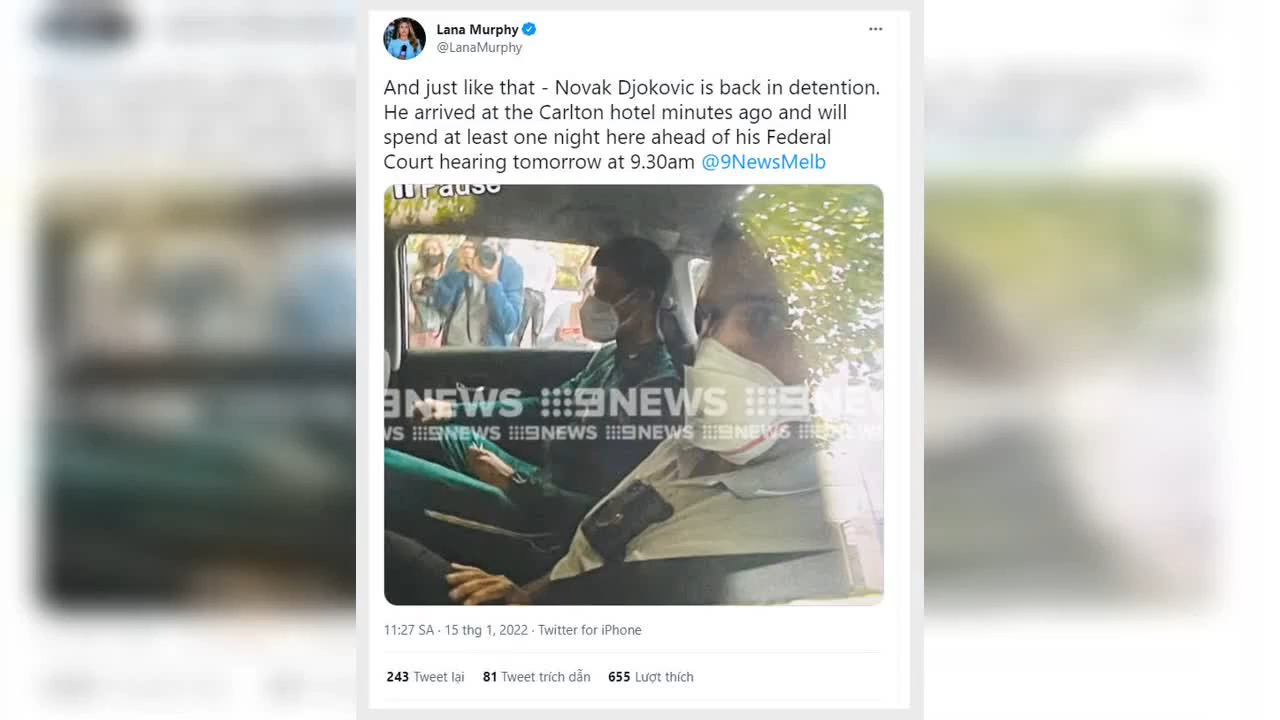 Lana Murphy
@LanaMurphy
And just like that - Novak Djokovic is back in detention.
He arrived at the Carlton hotel minutes ago and will
spend at least one night here ahead of his Federal
Court hearing tomorrow at 9.30am @9NewsMelb
Pause
9NEWS 9NEWS 9NEWS
WS 9NEWS 9NEWS 9NEWS 9NEWS 9NEWS
11:27 SA · 15 thg 1, 2022 · Twitter for iPhone
243 Tweet lại 81 Tweet trích dẫn 655 Lượt thích